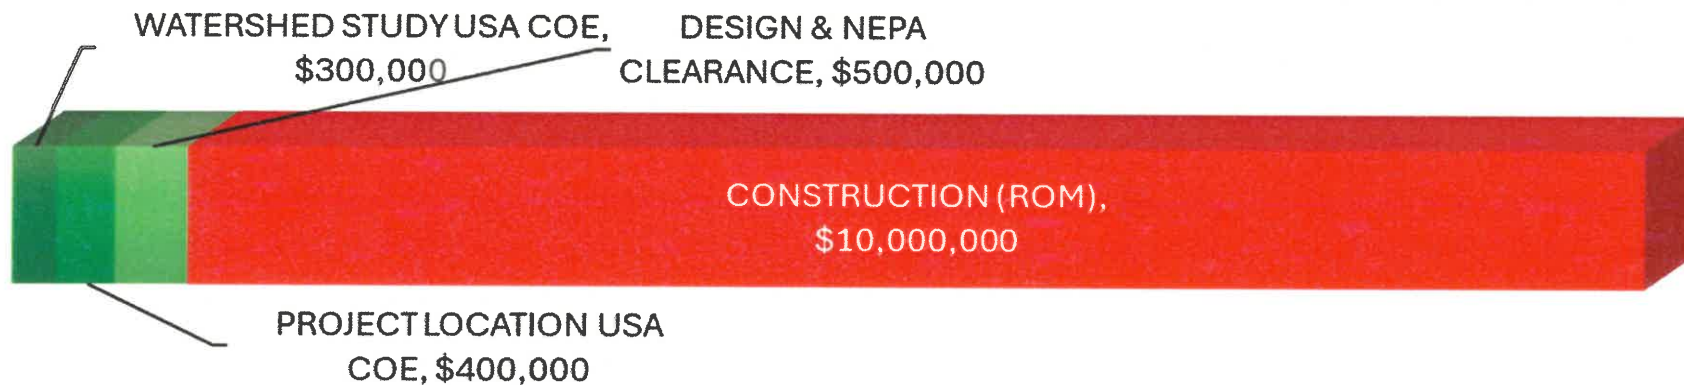 WATERSHED STUDY USA COE,
$300,000
DESIGN & NEPA
CLEARANCE, $500,000
CONSTRUCTION (ROM),
$10,000,000
PROJECT LOCATION USA
COE, $400,000